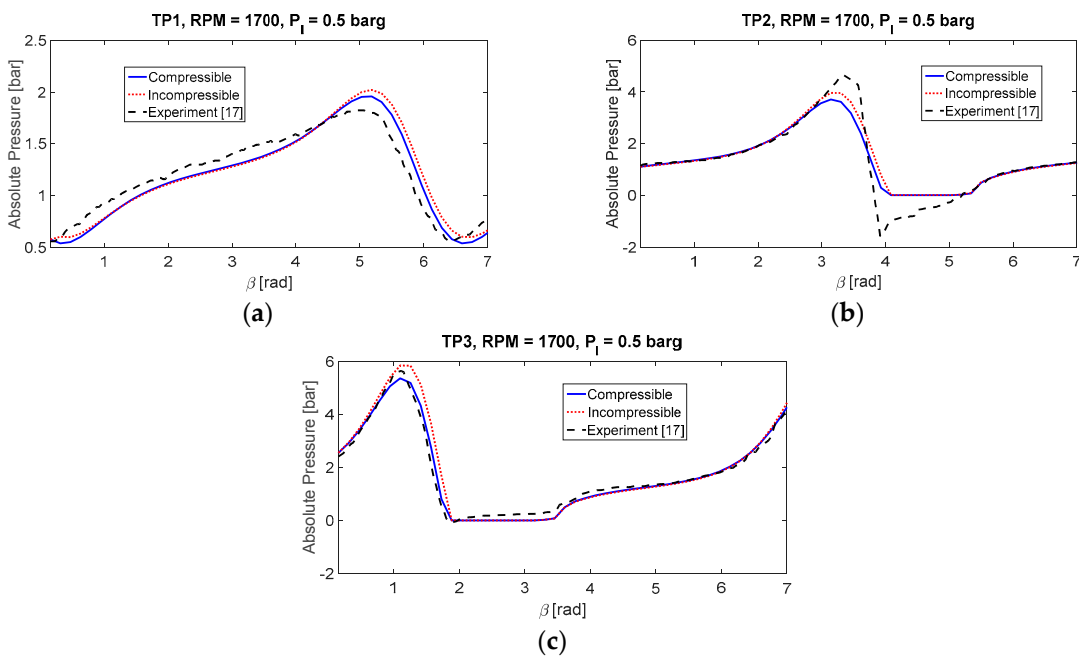 TP1, RPM = 1700, P_I = 0.5 barg
2.5
2
1.5
1
0.5
Absolute Pressure [bar]
Compressible
Incompressible
Experiment [17]
1 2 3 4 5 6 7
β [rad]
(a)
TP2, RPM = 1700, P_I = 0.5 barg
6
4
2
0
-2
Absolute Pressure [bar]
Compressible
Incompressible
Experiment [17]
1 2 3 4 5 6 7
β [rad]
(b)
TP3, RPM = 1700, P_I = 0.5 barg
6
4
2
0
-2
Absolute Pressure [bar]
Compressible
Incompressible
Experiment [17]
1 2 3 4 5 6 7
β [rad]
(c)